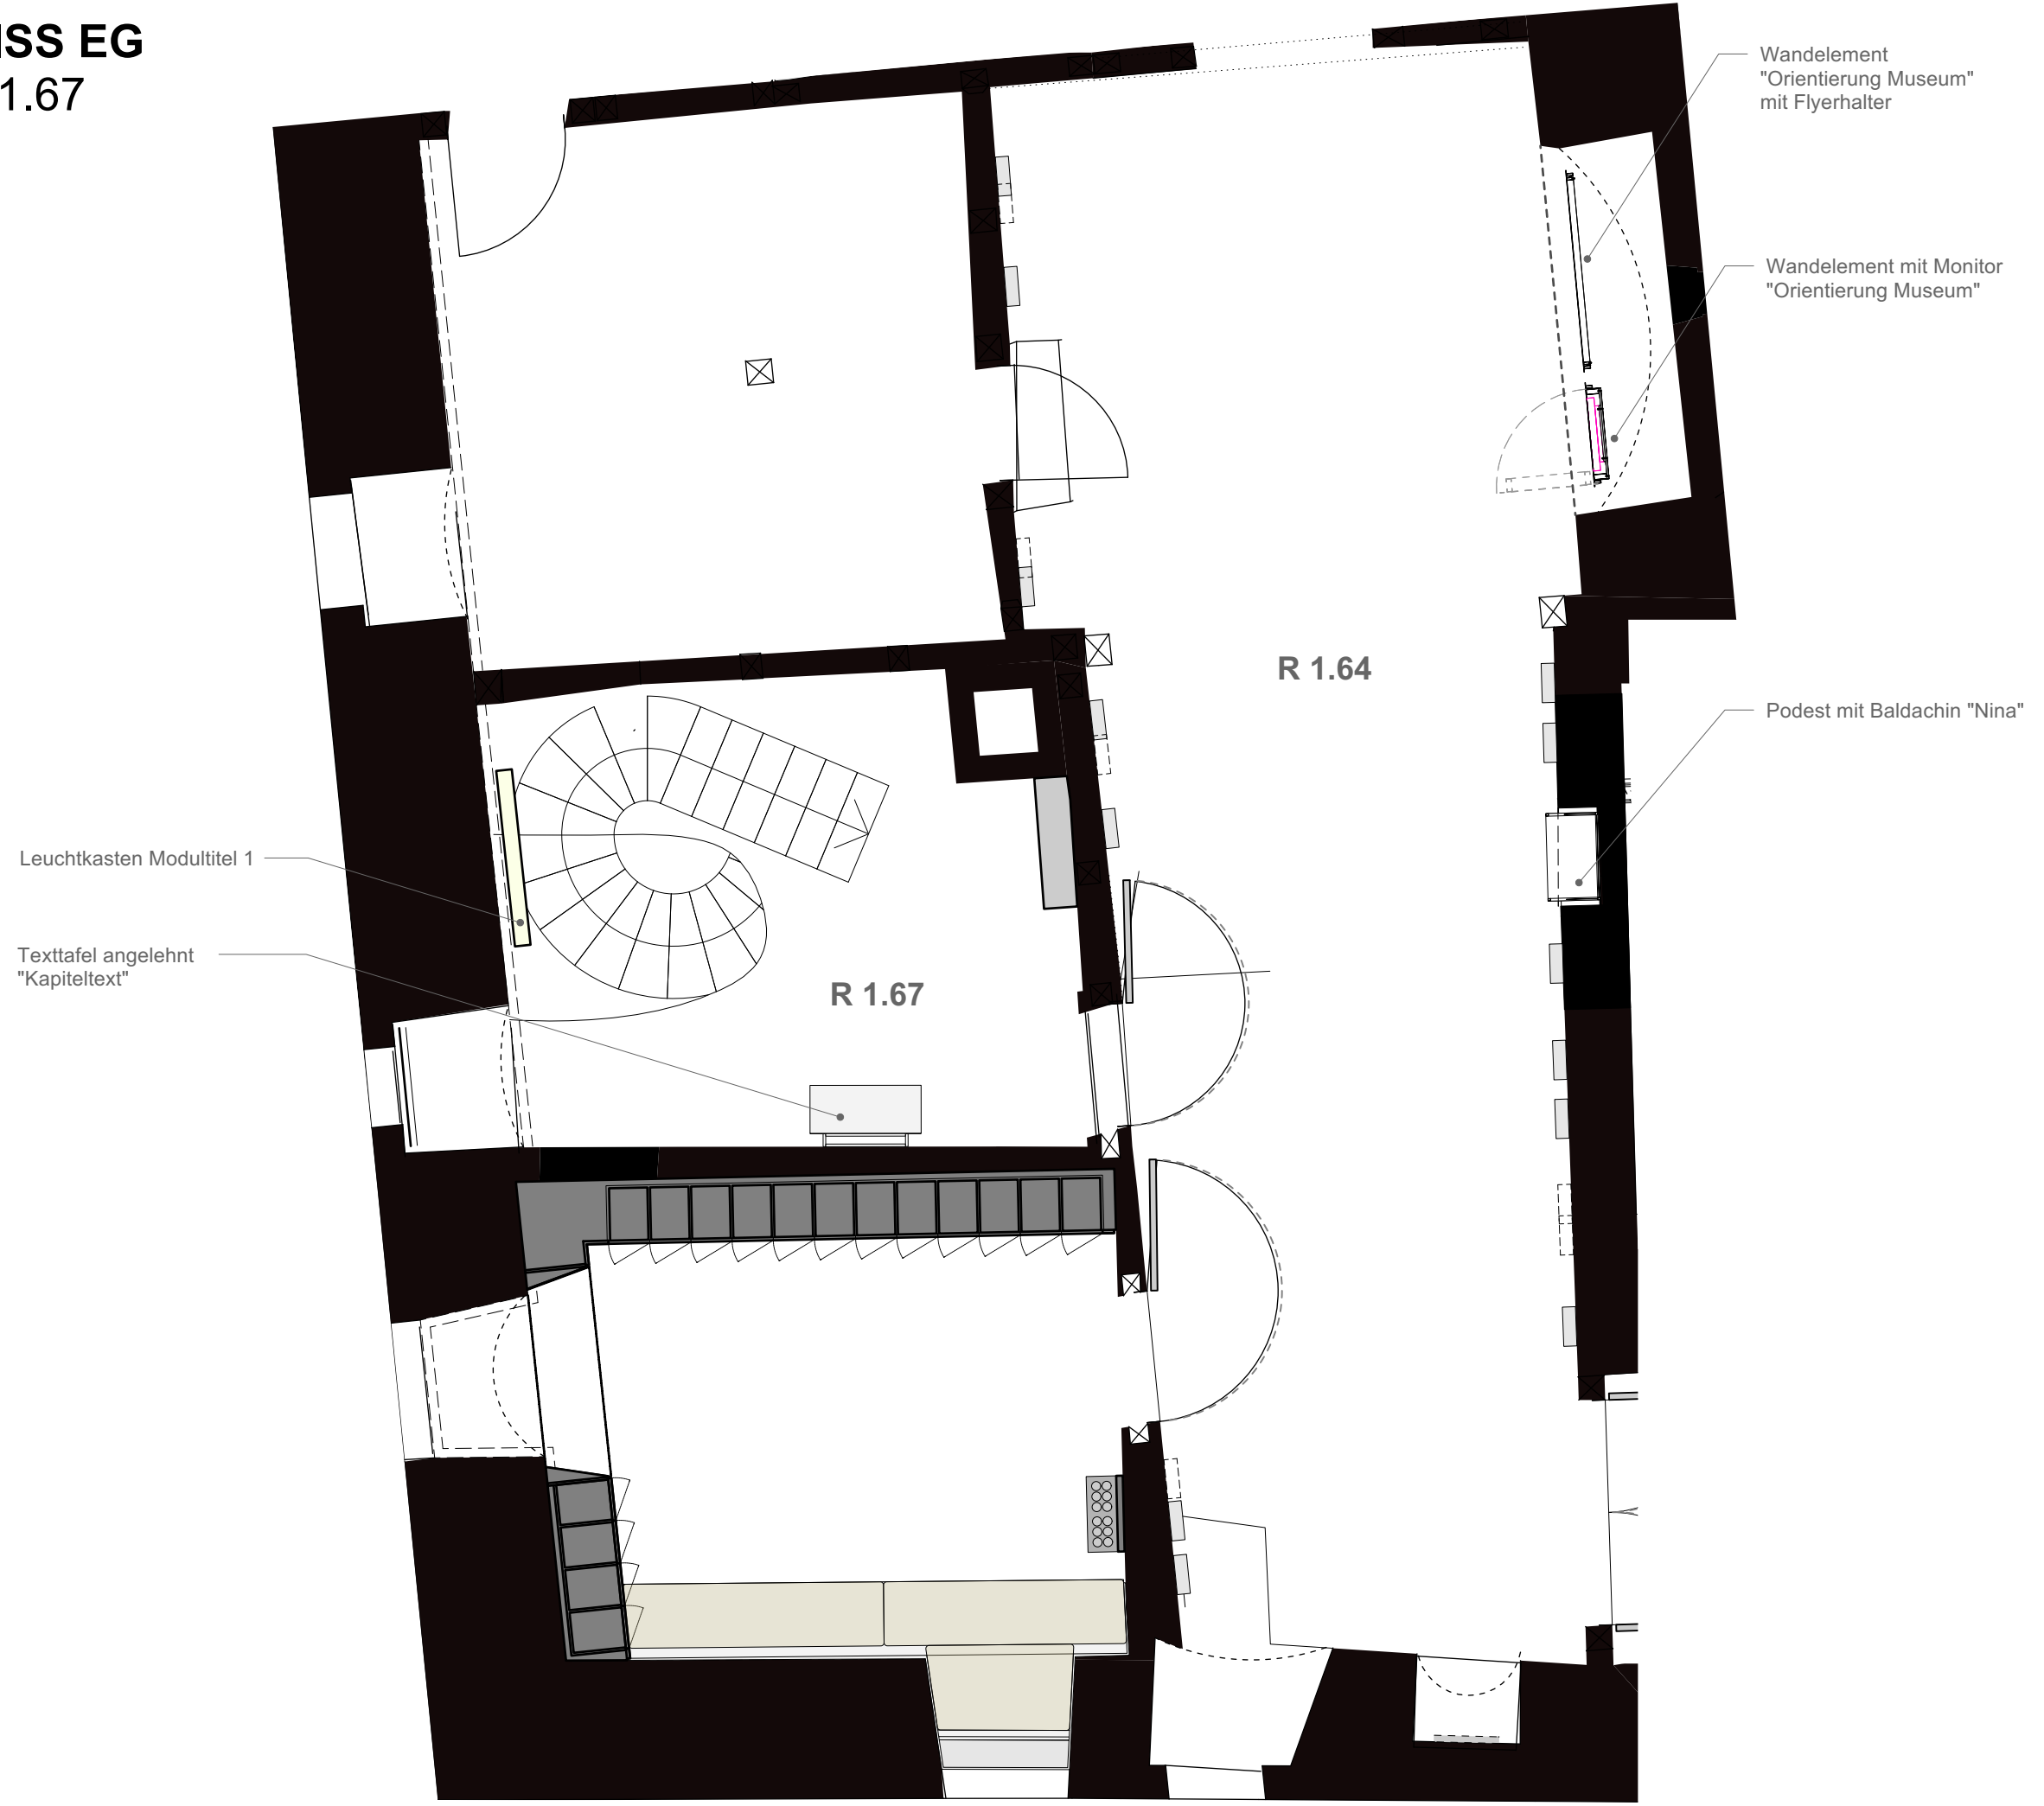 ISS EG
1.67
Wandelement
"Orientierung Museum"
mit Flyerhalter
Wandelement mit Monitor
"Orientierung Museum"
R 1.64
Podest mit Baldachin "Nina"
Leuchtkasten Modultitel 1
Texttafel angelehnt
"Kapiteltext"
R 1.67